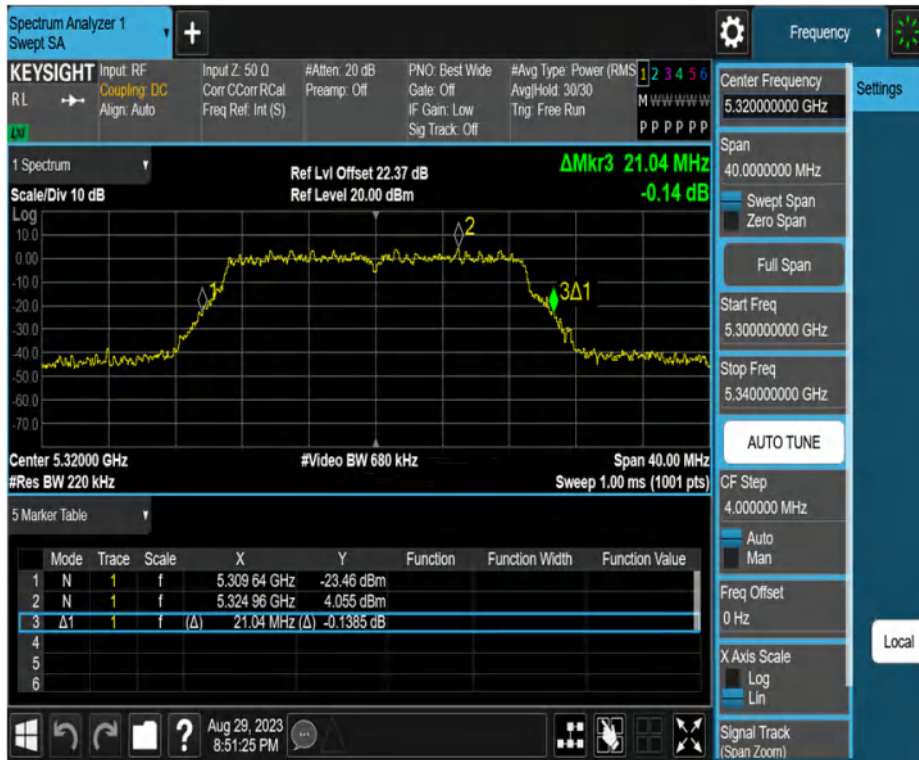 Spectrum Analyzer 1
Swept SA
+
Frequency
KEYSIGHT
RL
LXI
Input: RF
Coupling: DC
Align: Auto
Input Z: 50 Ω
Corr CCorr RCal
Freq Ref: Int (S)
#Atten: 20 dB
Preamp: Off
PNO: Best Wide
Gate: Off
IF Gain: Low
Sig Track: Off
#Avg Type: Power (RMS
Avg|Hold: 30/30
Trig: Free Run
1 2 3 4 5 6
M W W W W W
P P P P P P
1 Spectrum
Scale/Div 10 dB
Ref Lvl Offset 22.37 dB
Ref Level 20.00 dBm
ΔMkr3 21.04 MHz
-0.14 dB
Log
10.0
0.00
-10.0
-20.0
-30.0
-40.0
-50.0
-60.0
-70.0
1
2
3Δ1
Center 5.32000 GHz
#Video BW 680 kHz
Span 40.00 MHz
#Res BW 220 kHz
Sweep 1.00 ms (1001 pts)
5 Marker Table
Mode Trace Scale X Y Function Function Width Function Value
1 N 1 f 5.309 64 GHz -23.46 dBm
2 N 1 f 5.324 96 GHz 4.055 dBm
3 Δ1 1 f (Δ) 21.04 MHz (Δ) -0.1385 dB
4
5
6
?
Aug 29, 2023
8:51:25 PM
Center Frequency
5.320000000 GHz
Span
40.0000000 MHz
Swept Span
Zero Span
Full Span
Start Freq
5.300000000 GHz
Stop Freq
5.340000000 GHz
AUTO TUNE
CF Step
4.000000 MHz
Auto
Man
Freq Offset
0 Hz
X Axis Scale
Log
Lin
Signal Track
(Span Zoom)
Settings
Local